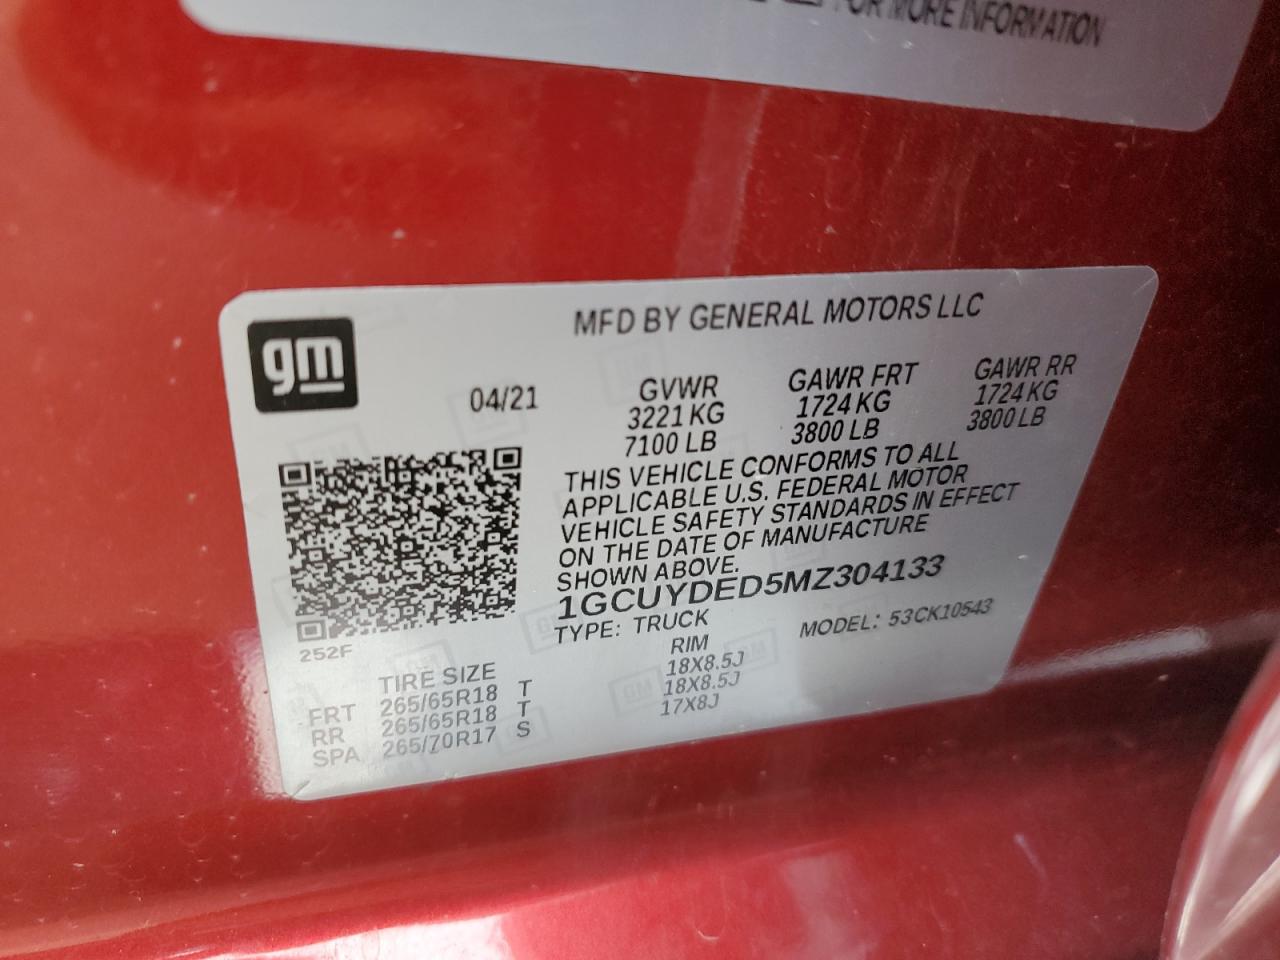 FOR MORE INFORMATION
gm
MFD BY GENERAL MOTORS LLC
04/21
GVWR GAWR FRT GAWR RR
3221 KG 1724 KG 1724 KG
7100 LB 3800 LB 3800 LB
THIS VEHICLE CONFORMS TO ALL
APPLICABLE U.S. FEDERAL MOTOR
VEHICLE SAFETY STANDARDS IN EFFECT
ON THE DATE OF MANUFACTURE
SHOWN ABOVE.
1GCUYDED5MZ304133
TYPE: TRUCK MODEL: 53CK10543
252F
TIRE SIZE RIM
FRT 265/65R18 T 18X8.5J
RR 265/65R18 T 18X8.5J
SPA 265/70R17 S 17X8J